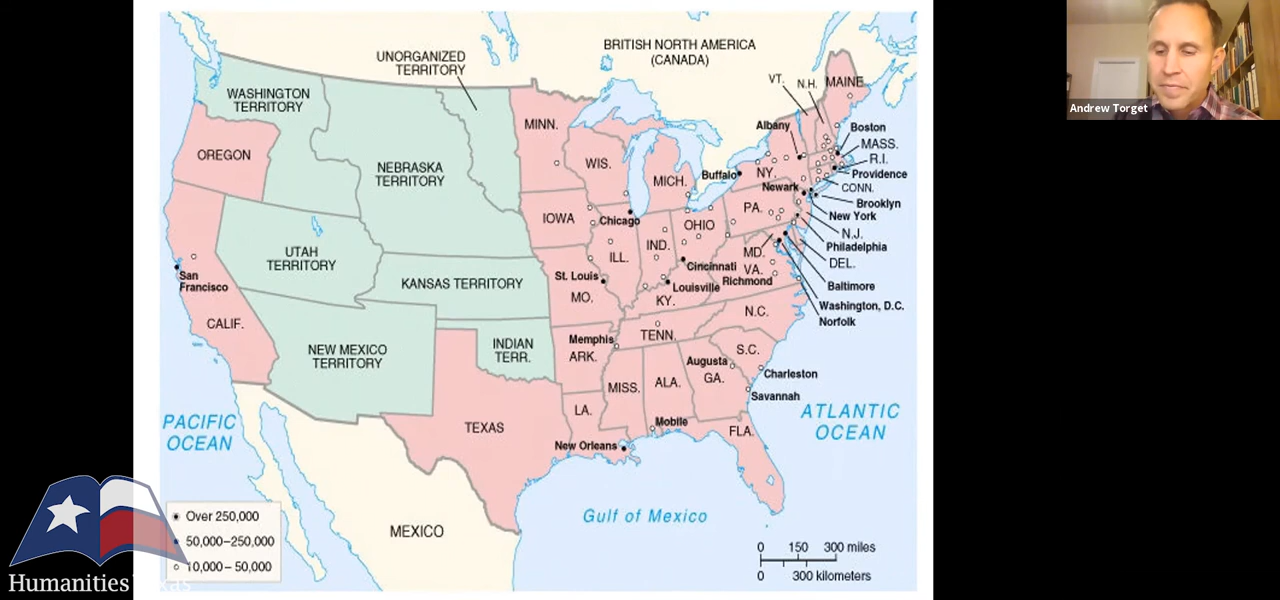 UNORGANIZED
TERRITORY
BRITISH NORTH AMERICA
(CANADA)
WASHINGTON
TERRITORY
OREGON
NEBRASKA
TERRITORY
MINN.
WIS.
MICH.
IOWA
Chicago
ILL.
IND.
OHIO
VT.
N.H.
MAINE
Albany
Boston
MASS.
R.I.
Providence
CONN.
Buffalo
NY.
Newark
Brooklyn
New York
PA.
N.J.
Philadelphia
DEL.
MD.
Baltimore
VA.
Richmond
Washington, D.C.
Norfolk
UTAH
TERRITORY
KANSAS TERRITORY
San
Francisco
CALIF.
St. Louis
MO.
Cincinnati
Louisville
KY.
N.C.
NEW MEXICO
TERRITORY
INDIAN
TERR.
Memphis
ARK.
TENN.
S.C.
Augusta
GA.
Charleston
Savannah
MISS.
ALA.
LA.
TEXAS
Mobile
FLA.
New Orleans
PACIFIC
OCEAN
ATLANTIC
OCEAN
Gulf of Mexico
MEXICO
Over 250,000
50,000–250,000
10,000–50,000
0 150 300 miles
0 300 kilometers
Humanities Texas
Andrew Torget